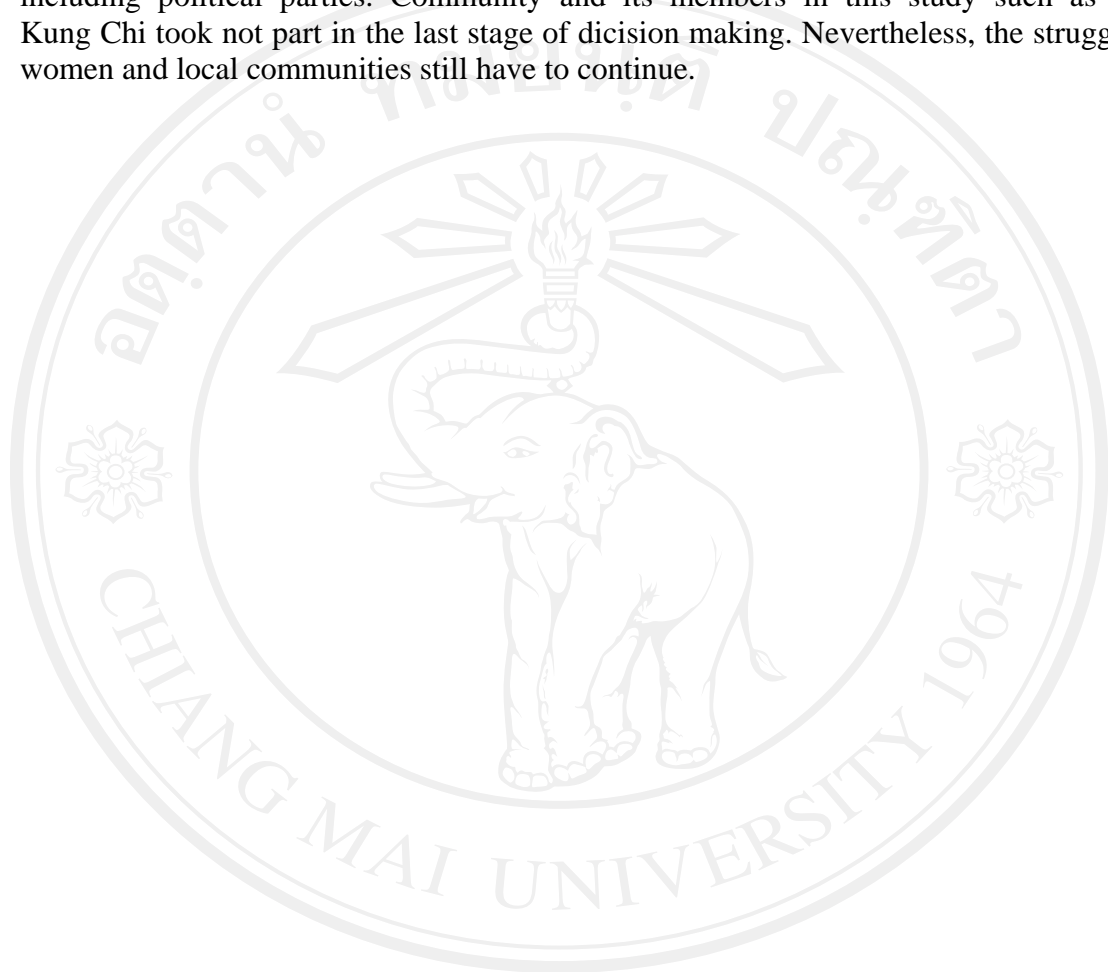 including political parties. Community and its members in this study such as
Kung Chi took not part in the last stage of dicision making. Nevertheless, the strugg
women and local communities still have to continue.
CHIANG MAI UNIVERSITY 1964